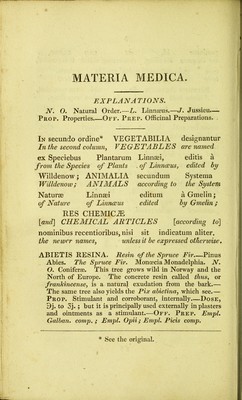 MATERIA MEDICA.
EXPLANATIONS.
N. O. Natural Order.—L. Linnæus.—J. Jussieu.—
Prop. Properties.—Off. Prep. Officinal Preparations.
In secundo ordine* VEGETABILIA designantur
In the second column, VEGETABLES are named
ex Speciebus Plantarum Linnæi, editis à
from the Species of Plants of Linnæus, edited by
Willdenow; ANIMALIA secundum Systema
Willdenow; ANIMALS according to the System
Naturæ Linnæi editum à Gmelin;
of Nature of Linnæus edited by Gmelin;
RES CHEMICÆ
[and] CHEMICAL ARTICLES [according to]
nominibus recentioribus, nisi sit indicatum aliter.
the newer names, unless it be expressed otherwise.
ABIETIS RESINA. Resin of the Spruce Fir.—Pinus
Abies. The Spruce Fir. Monœcia Monadelphia. N.
O. Coniferæ. This tree grows wild in Norway and the
North of Europe. The concrete resin called thus, or
frankincense, is a natural exudation from the bark.—
The same tree also yields the Pix abietina, which see.—
Prop. Stimulant and corroborant, internally.—Dose,
℈j. to ʒj.; but it is principally used externally in plasters
and ointments as a stimulant.—Off. Prep. Empl.
Galban. comp.; Empl. Opii; Empl. Picis comp.
* See the original.